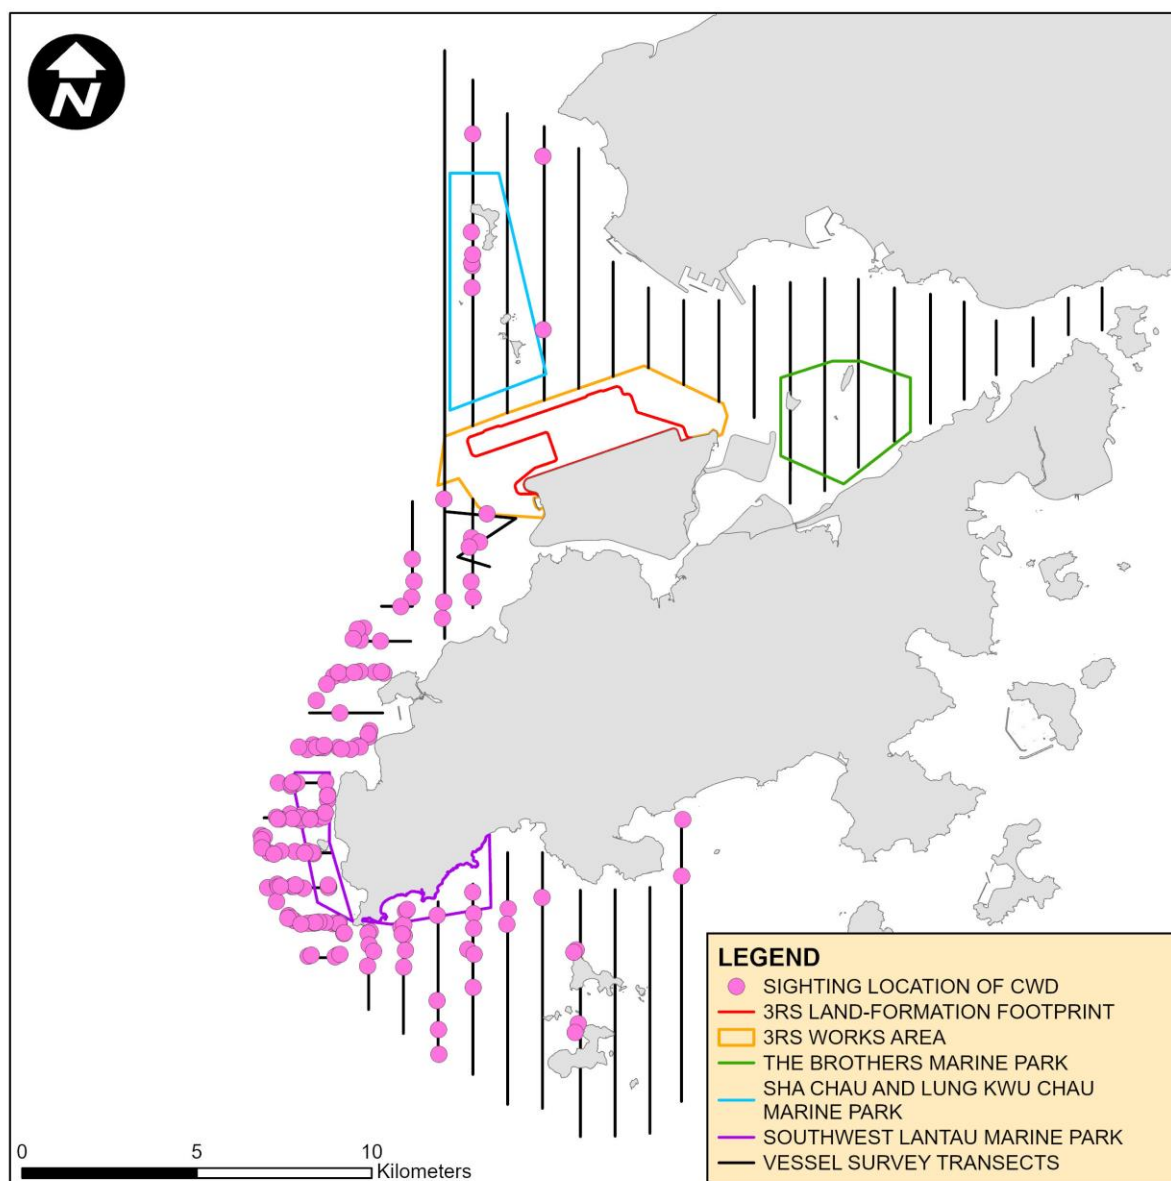 N
LEGEND
SIGHTING LOCATION OF CWD
3RS LAND-FORMATION FOOTPRINT
3RS WORKS AREA
THE BROTHERS MARINE PARK
SHA CHAU AND LUNG KWU CHAU
MARINE PARK
SOUTHWEST LANTAU MARINE PARK
VESSEL SURVEY TRANSECTS
0 5 10
Kilometers